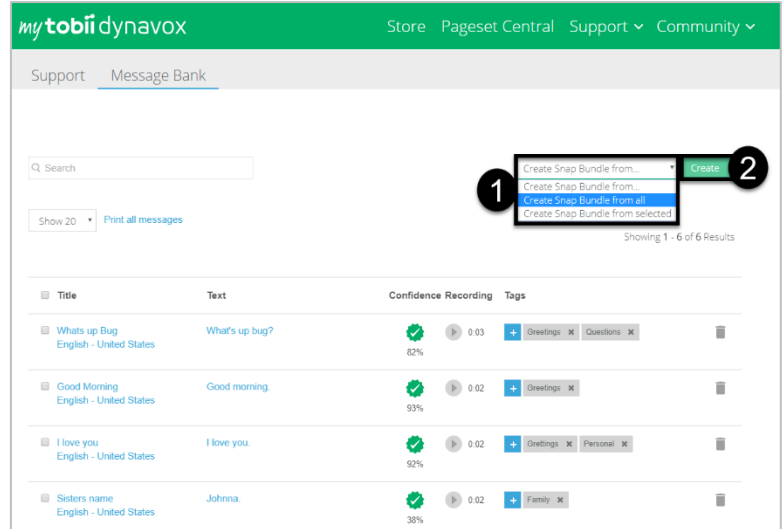 mytobiidynavox Store Pageset Central Support Community
Support Message Bank
Search
Create Snap Bundle from... Create 2
1 Create Snap Bundle from...
Create Snap Bundle from all
Create Snap Bundle from selected
Show 20 Print all messages
Showing 1 - 6 of 6 Results
Title Text Confidence Recording Tags
Whats up Bug What's up bug? 0:03 + Greetings x Questions x
English - United States
82%
Good Morning Good morning. 0:02 + Greetings x
English - United States
93%
I love you I love you. 0:02 + Grettings x Personal x
English - United States
92%
Sisters name Johnna. 0:02 + Family x
English - United States
38%